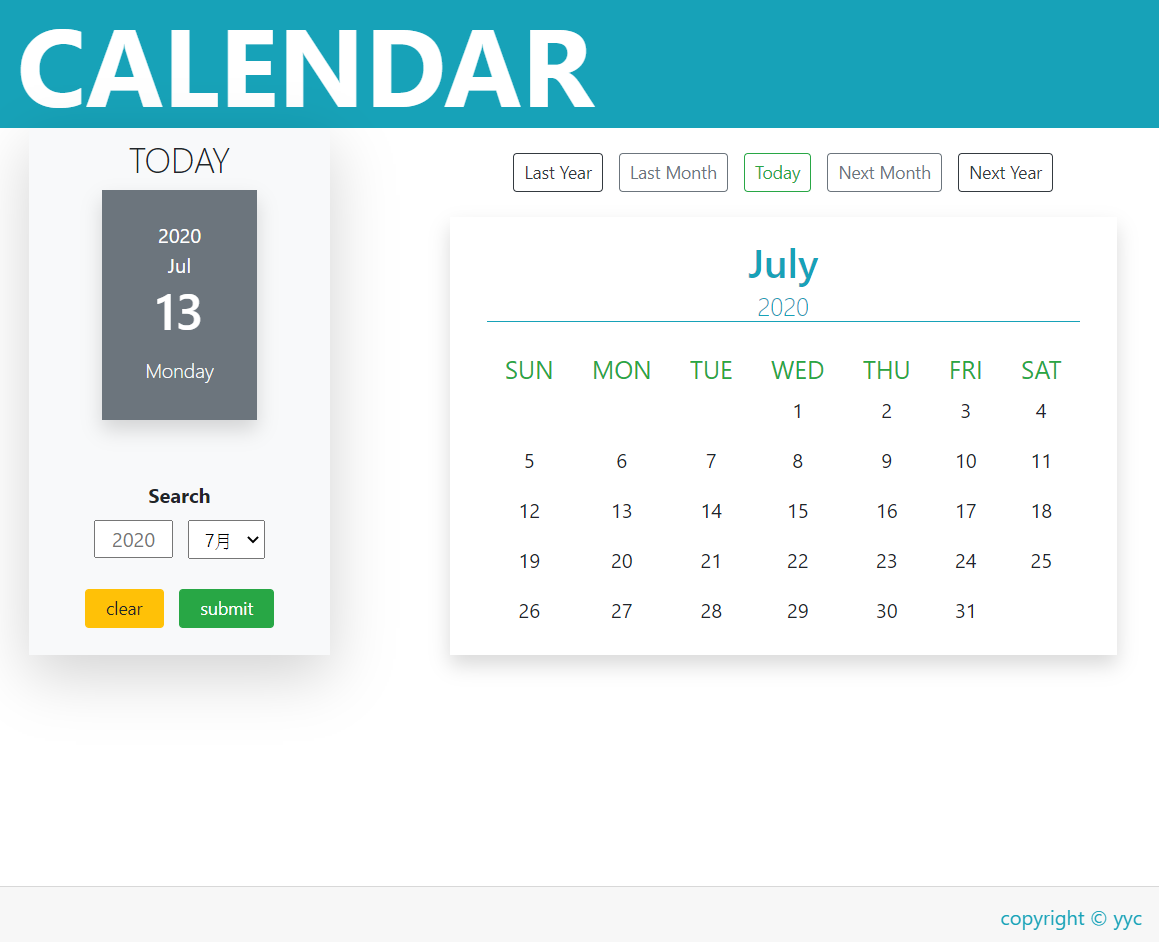 CALENDAR
TODAY
2020
Jul
13
Monday
Search
2020 7月
clear submit
Last Year Last Month Today Next Month Next Year
July
2020
SUN MON TUE WED THU FRI SAT
1 2 3 4
5 6 7 8 9 10 11
12 13 14 15 16 17 18
19 20 21 22 23 24 25
26 27 28 29 30 31
copyright © yyc